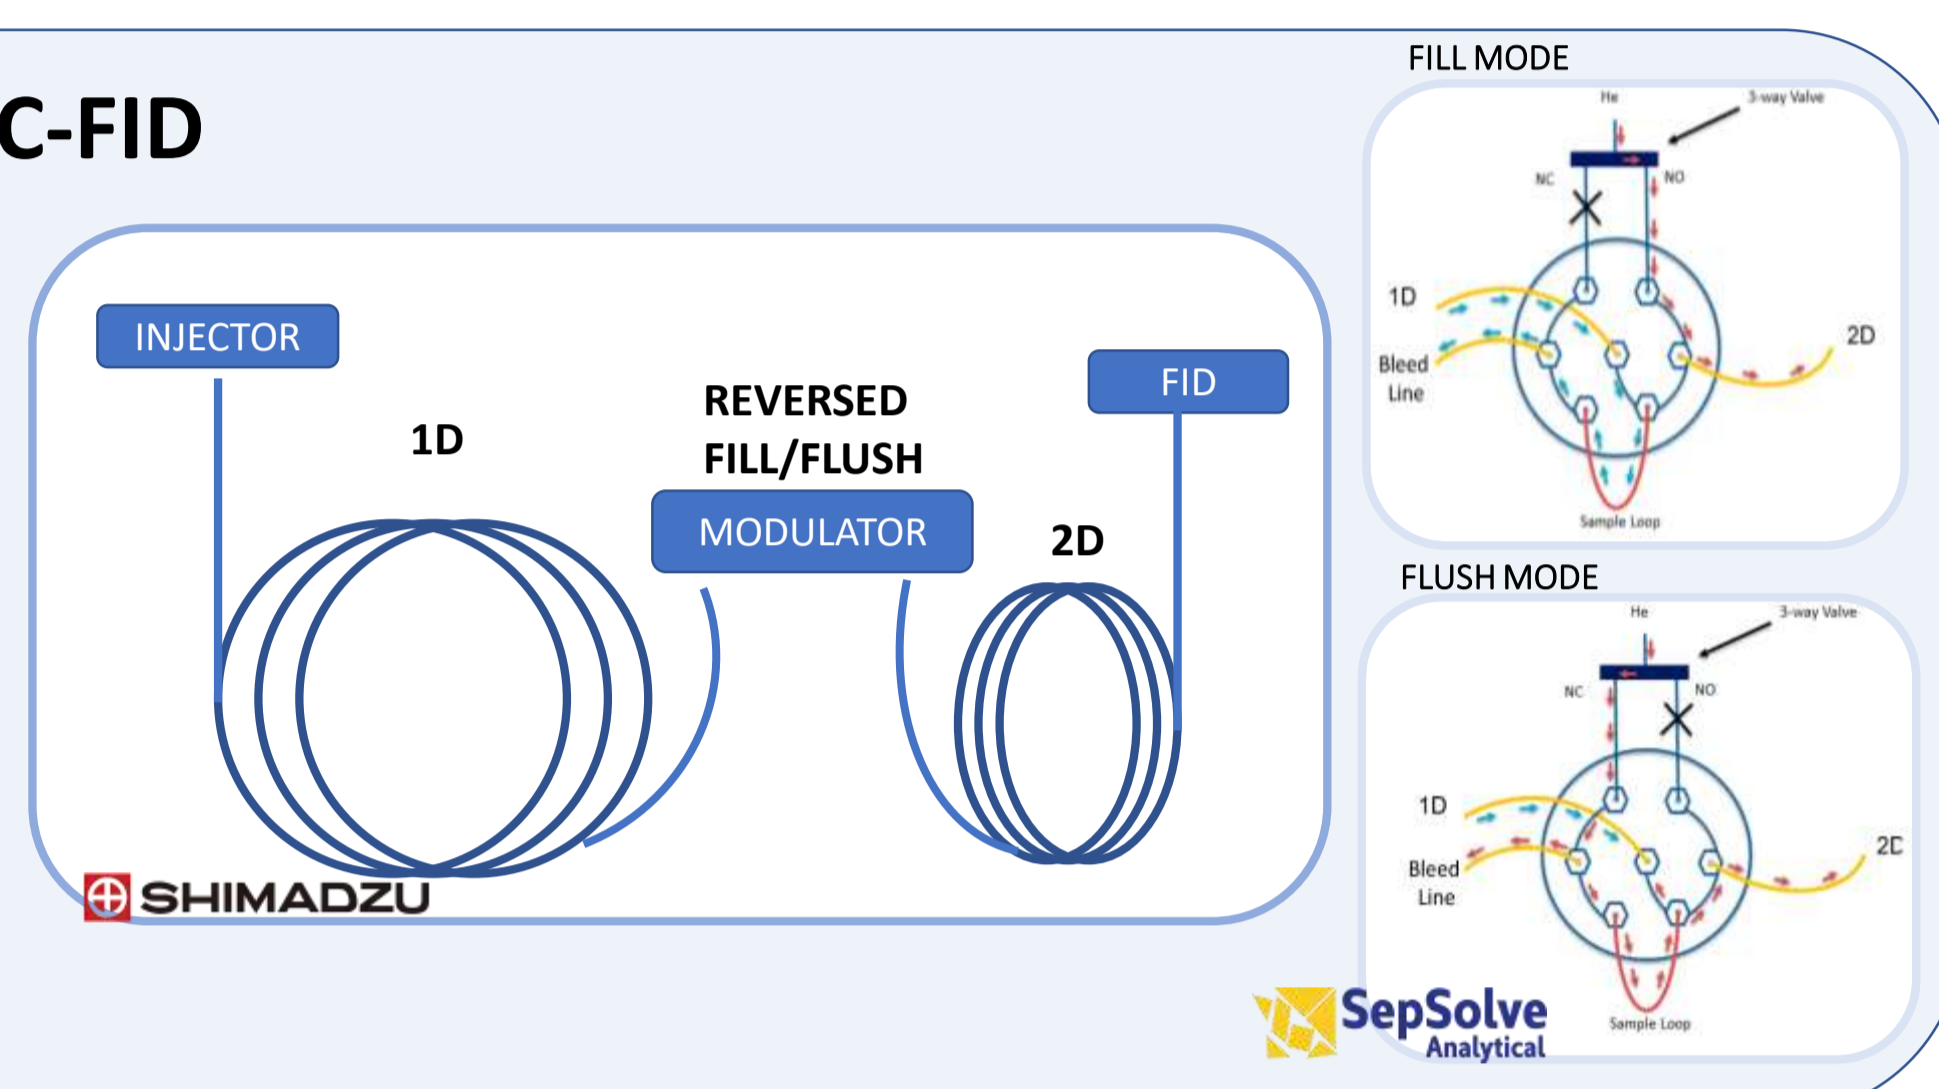 C-FID
INJECTOR
1D
REVERSED
FILL/FLUSH
MODULATOR
2D
FID
SHIMADZU
FILL MODE
He
3-way Valve
NC
NO
1D
2D
Bleed
Line
Sample Loop
FLUSH MODE
He
3-way Valve
NC
NO
1D
2D
Bleed
Line
Sample Loop
SepSolve
Analytical